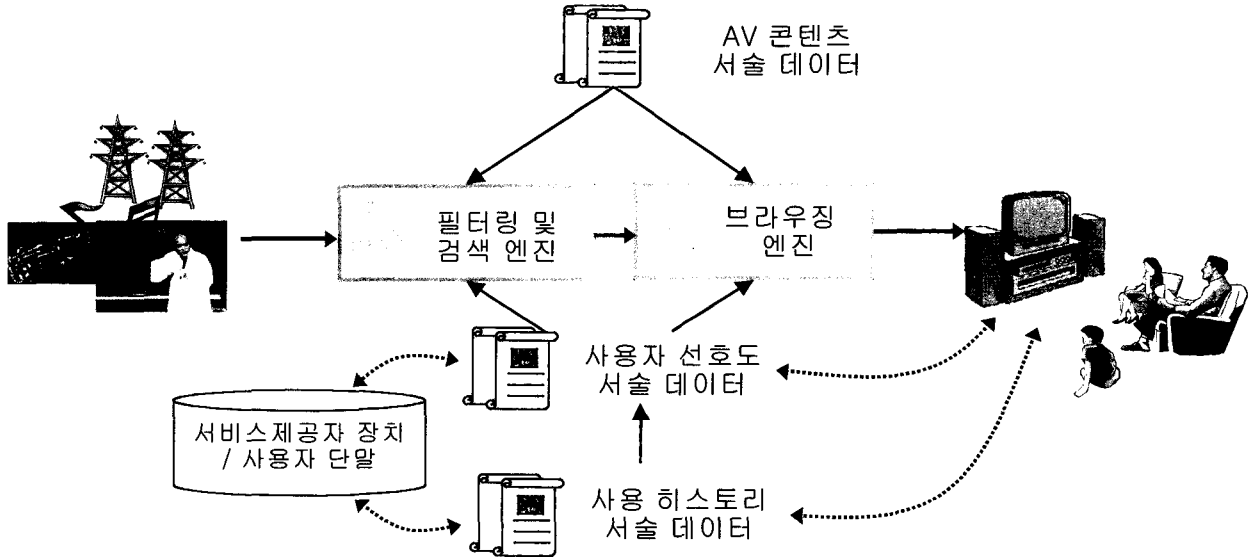 AV 콘텐츠
서술 데이터
필터링 및
검색 엔진
브라우징
엔진
사용자 선호도
서술 데이터
서비스제공자 장치
/ 사용자 단말
사용 히스토리
서술 데이터